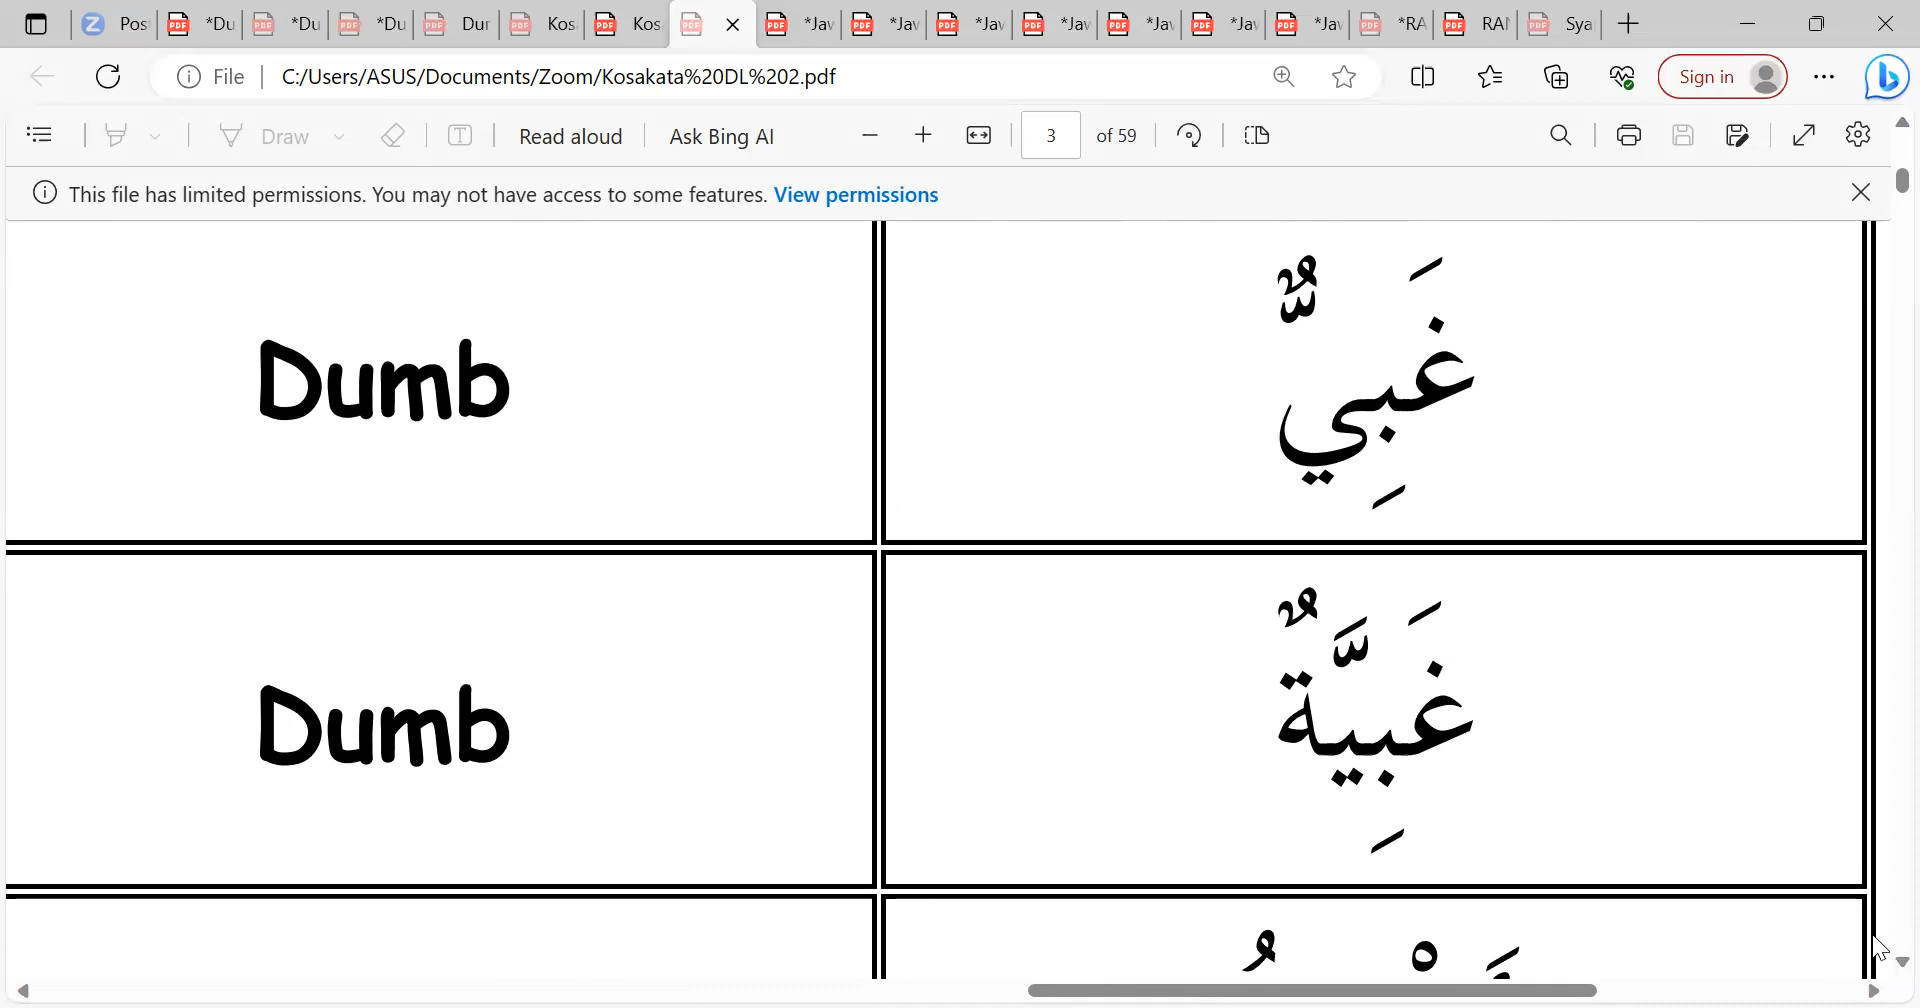 Pos
*Du
*Du
*Du
Dur
Kos
Kos
*Jav
*Jav
*Jav
*Jav
*Jav
*Jav
*Jav
*RA
RAI
Sya
File
C:/Users/ASUS/Documents/Zoom/Kosakata%20DL%202.pdf
Sign in
Draw
Read aloud
Ask Bing AI
3 of 59
This file has limited permissions. You may not have access to some features. View permissions
Dumb
غَبِيٌّ
Dumb
غَبِيَّةٌ